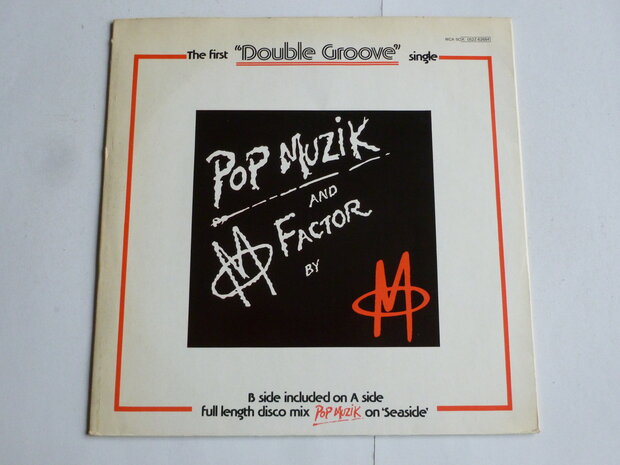 The first "Double Groove" single
POP MUZIK
AND
M FACTOR
BY
M
B side included on A side
full length disco mix POP MUZIK on 'Seaside'